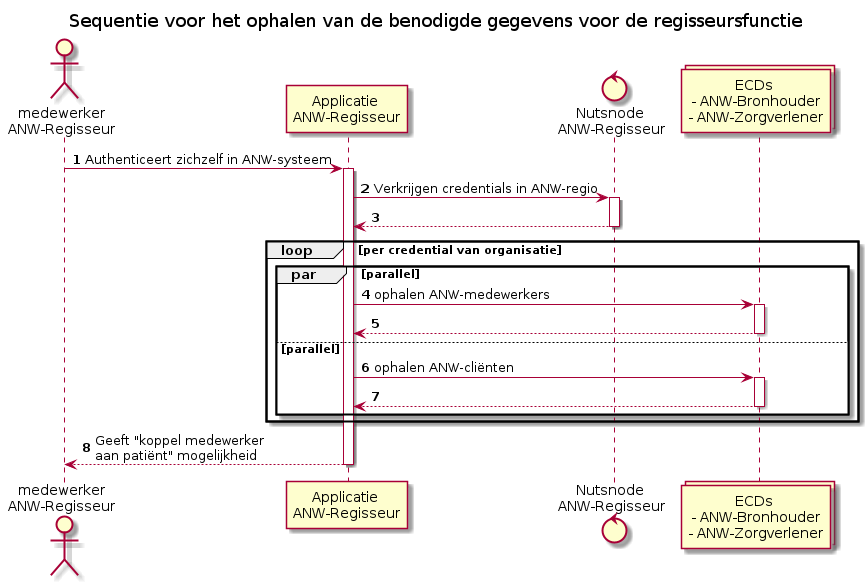 Sequentie voor het ophalen van de benodigde gegevens voor de regisseursfunctie
medewerker
ANW-Regisseur
Applicatie
ANW-Regisseur
Nutsnode
ANW-Regisseur
ECDs
- ANW-Bronhouder
- ANW-Zorgverlener
1 Authenticeert zichzelf in ANW-systeem
2 Verkrijgen credentials in ANW-regio
3
loop [per credential van organisatie]
par [parallel]
4 ophalen ANW-medewerkers
5
[parallel]
6 ophalen ANW-cliënten
7
8 Geeft "koppel medewerker
aan patiënt" mogelijkheid
medewerker
ANW-Regisseur
Applicatie
ANW-Regisseur
Nutsnode
ANW-Regisseur
ECDs
- ANW-Bronhouder
- ANW-Zorgverlener